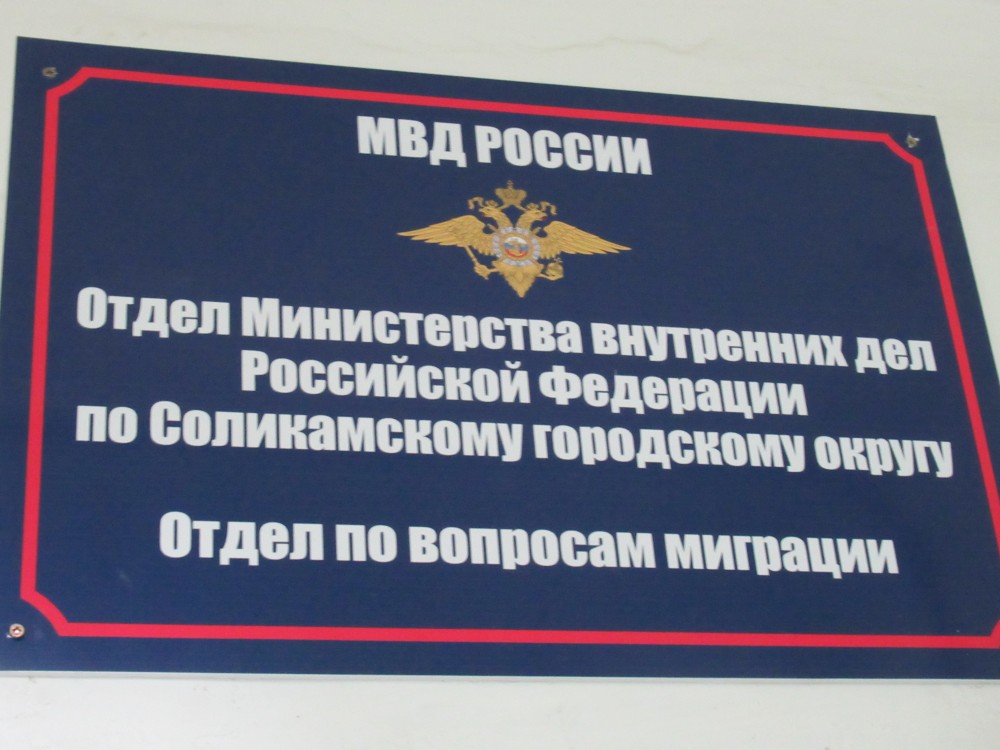 МВД РОССИИ
Отдел Министерства внутренних дел
Российской Федерации
по Соликамскому городскому округу
Отдел по вопросам миграции